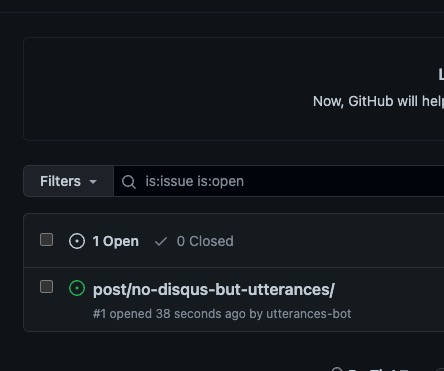 Now, GitHub will help
Filters
is:issue is:open
1 Open 0 Closed
post/no-disqus-but-utterances/
#1 opened 38 seconds ago by utterances-bot